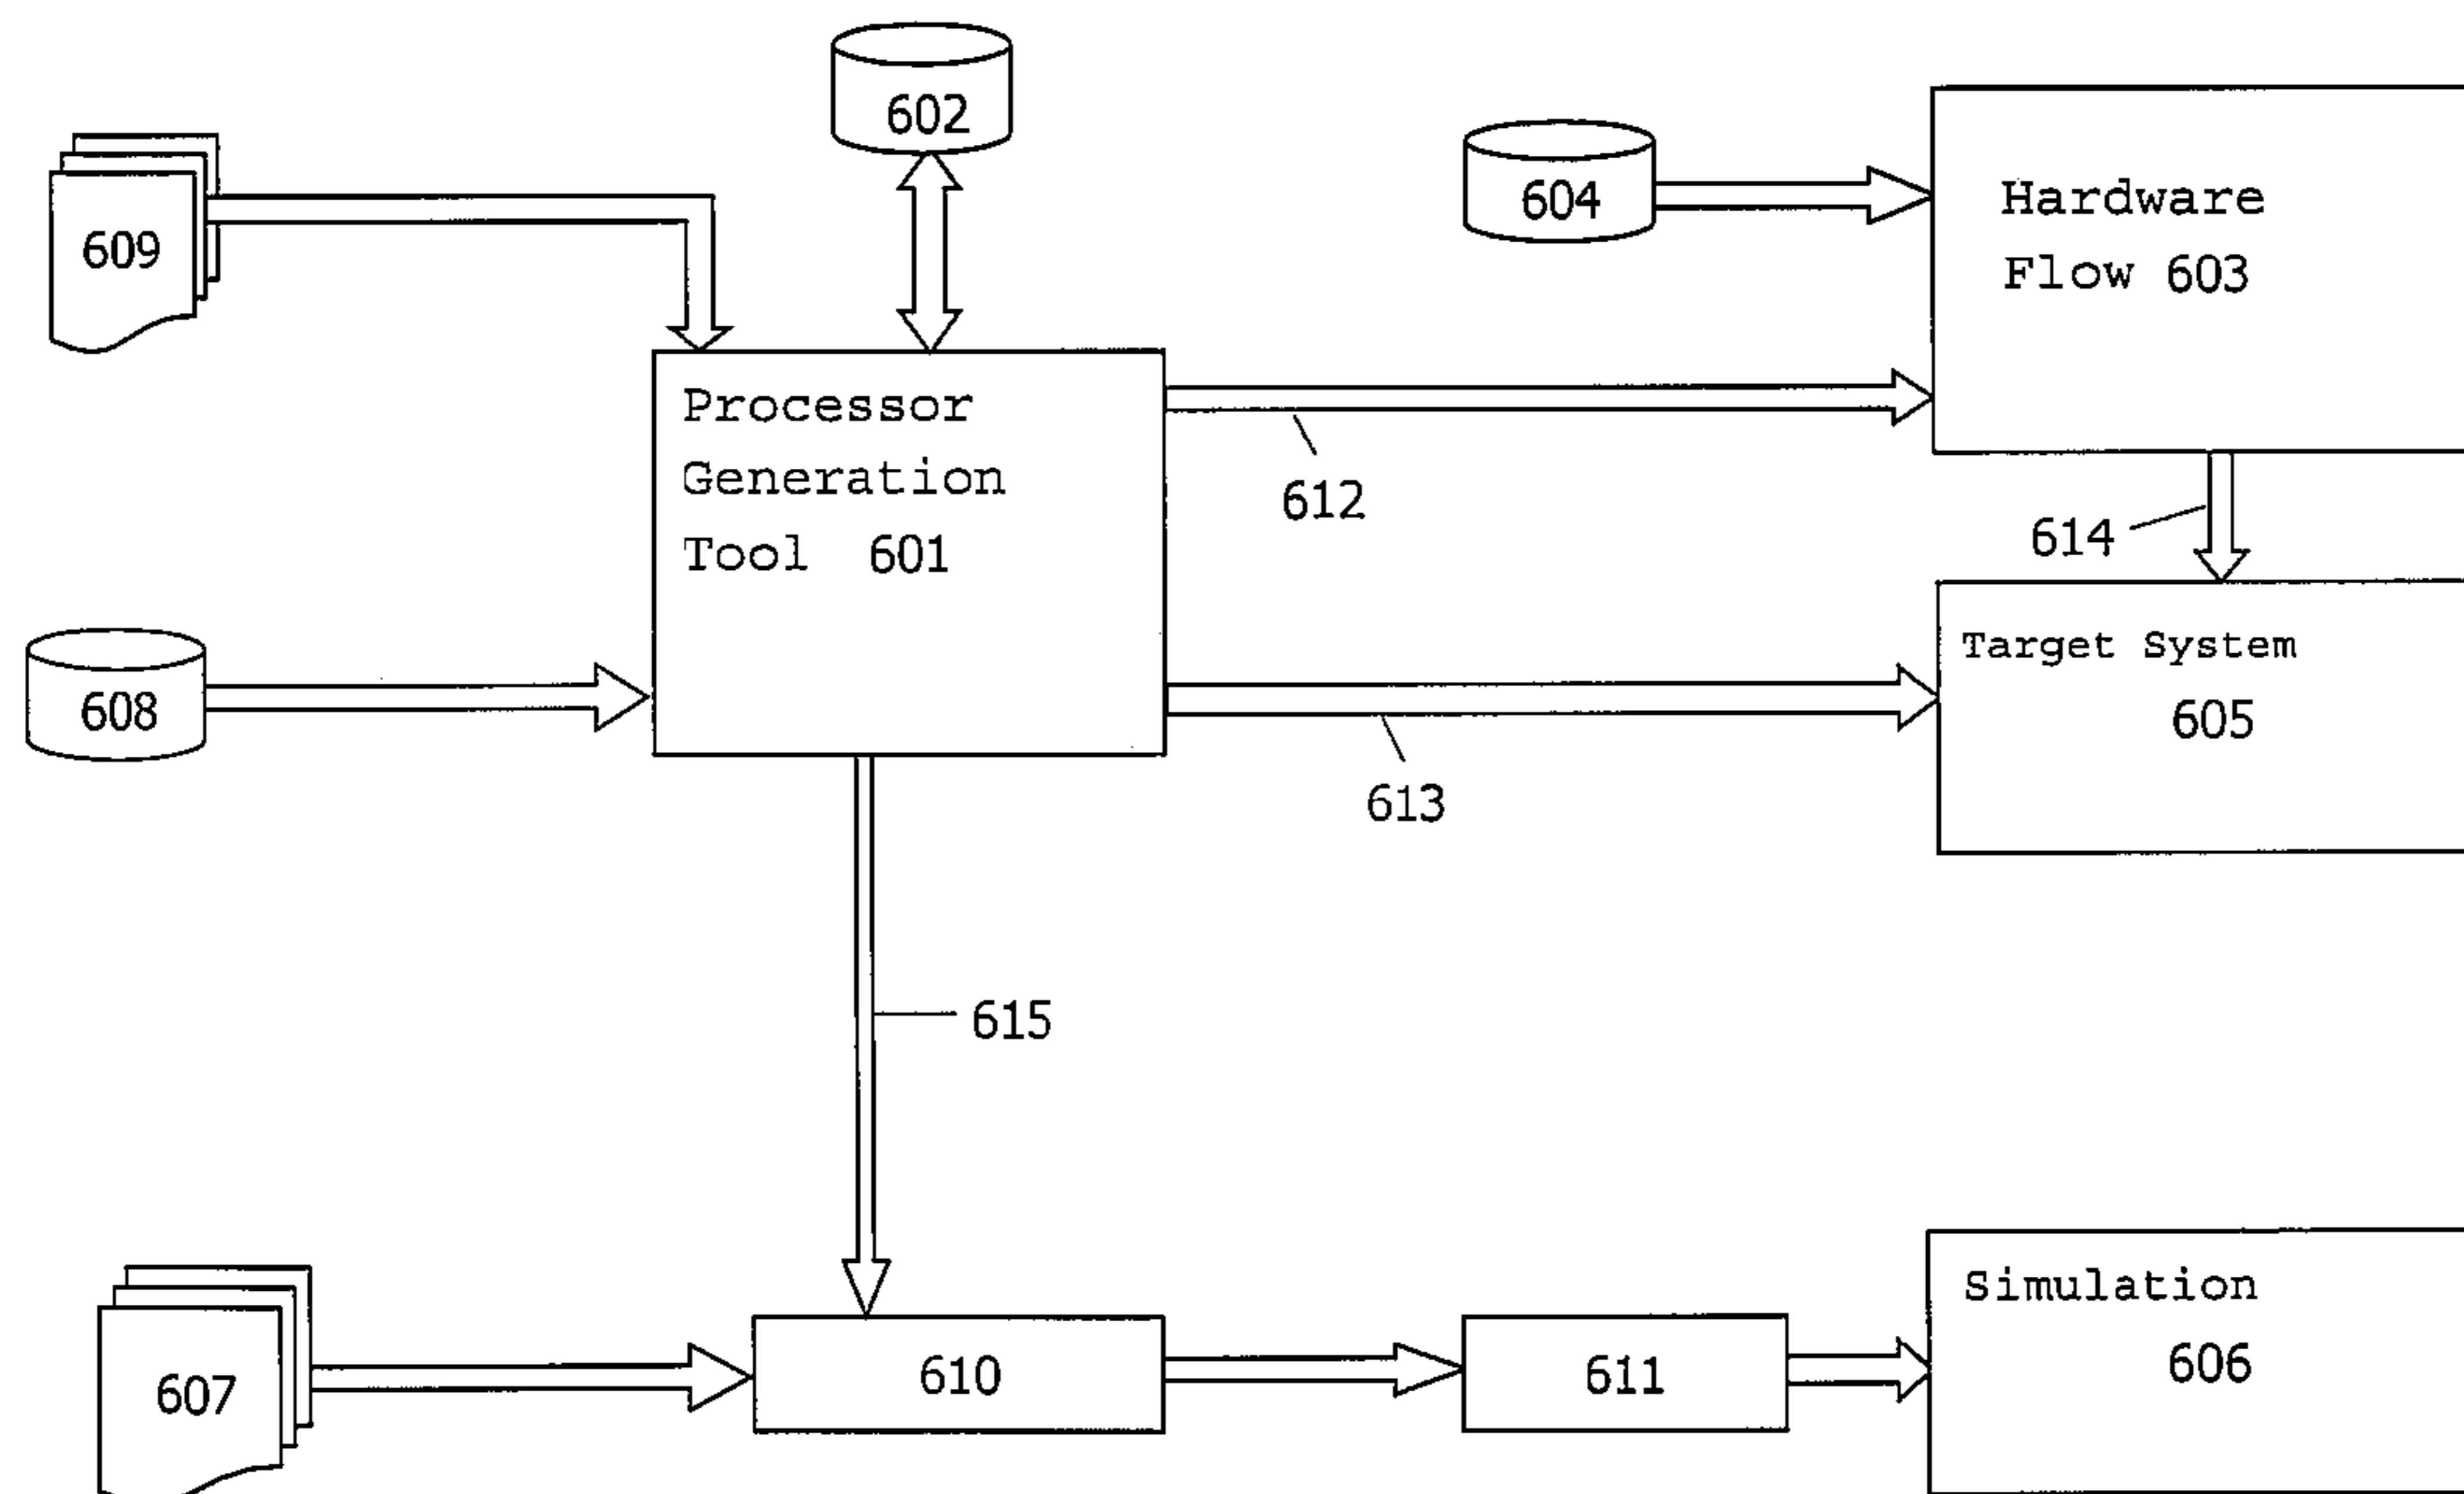 602
604
Hardware
Flow 603
609
Processor
Generation
Tool 601
612
614
Target System
605
608
613
615
Simulation
606
607
610
611